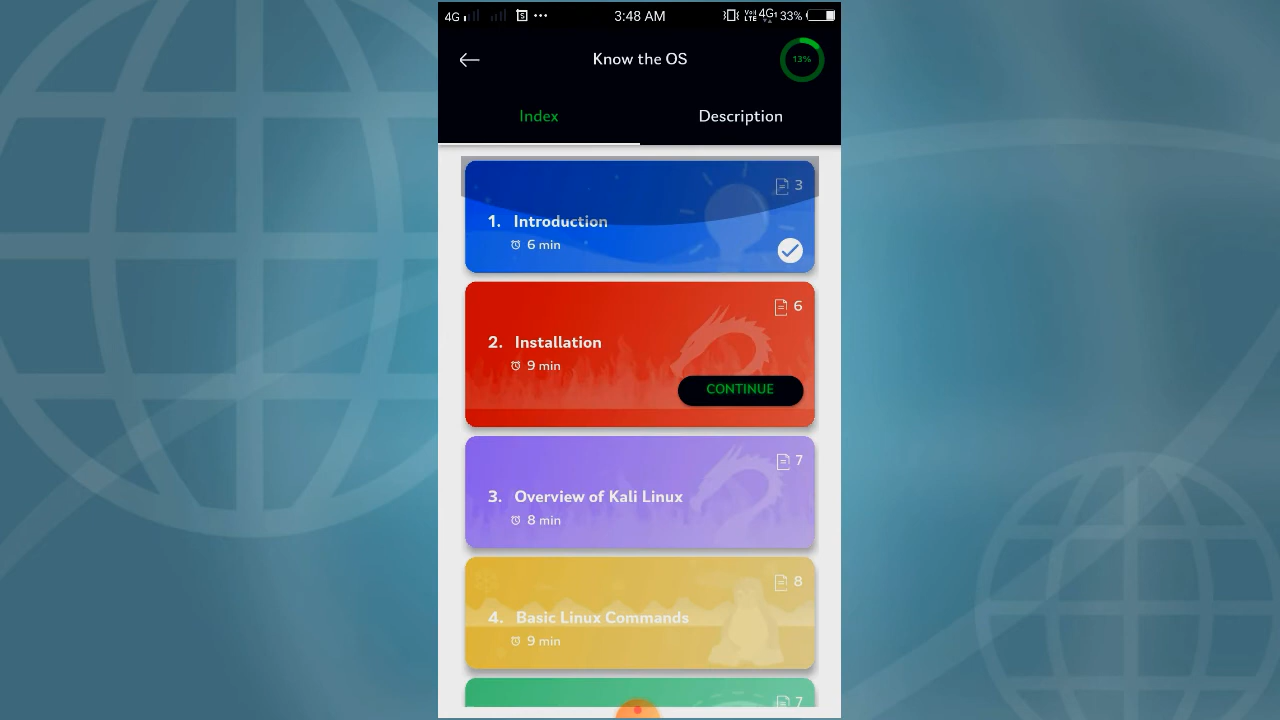 4G 3:48 AM VoLTE 4G 33%
Know the OS 13%
Index Description
3
1. Introduction
6 min
6
2. Installation
9 min
CONTINUE
7
3. Overview of Kali Linux
8 min
8
4. Basic Linux Commands
9 min
7